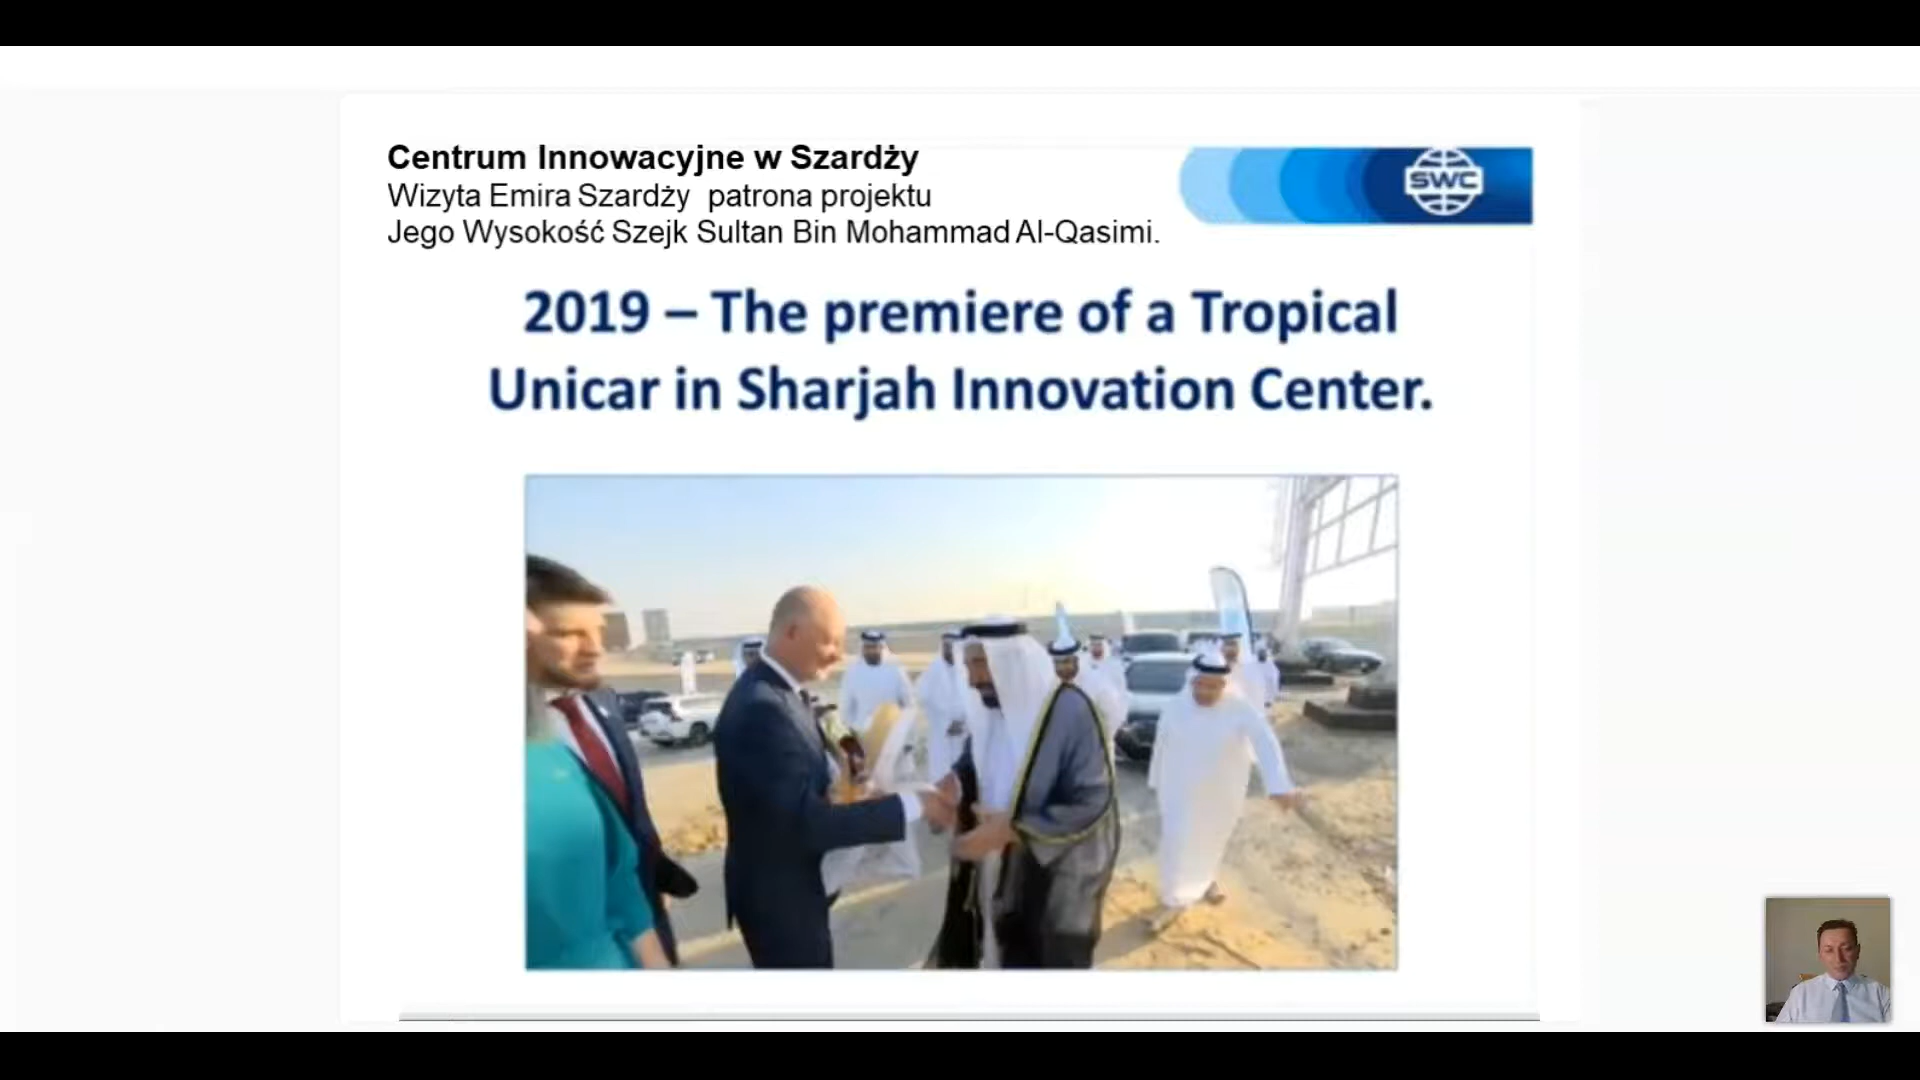 Centrum Innowacyjne w Szardży
Wizyta Emira Szardży patrona projektu
Jego Wysokość Szejk Sultan Bin Mohammad Al-Qasimi.
SWC
2019 – The premiere of a Tropical
Unicar in Sharjah Innovation Center.